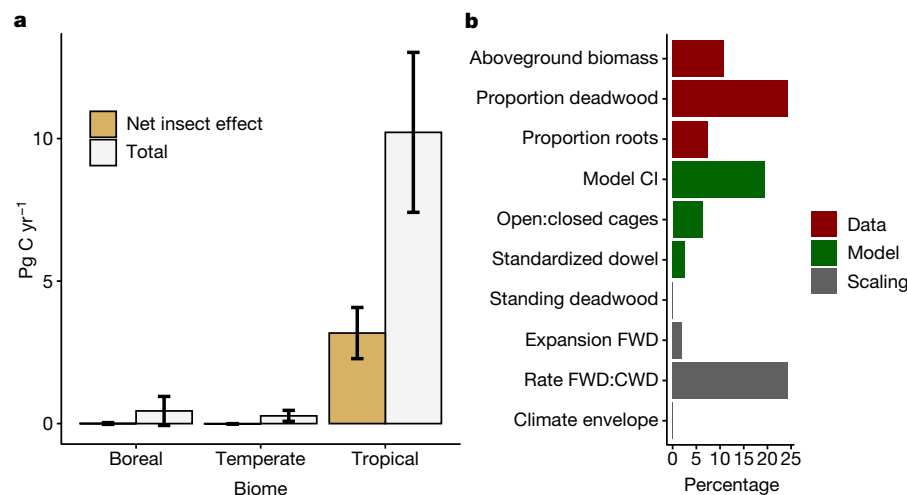 a
Pg C yr⁻¹
10
5
0
Net insect effect
Total
Boreal
Temperate
Tropical
Biome
b
Aboveground biomass
Proportion deadwood
Proportion roots
Model CI
Open:closed cages
Standardized dowel
Standing deadwood
Expansion FWD
Rate FWD:CWD
Climate envelope
0 5 10 15 20 25
Percentage
Data
Model
Scaling